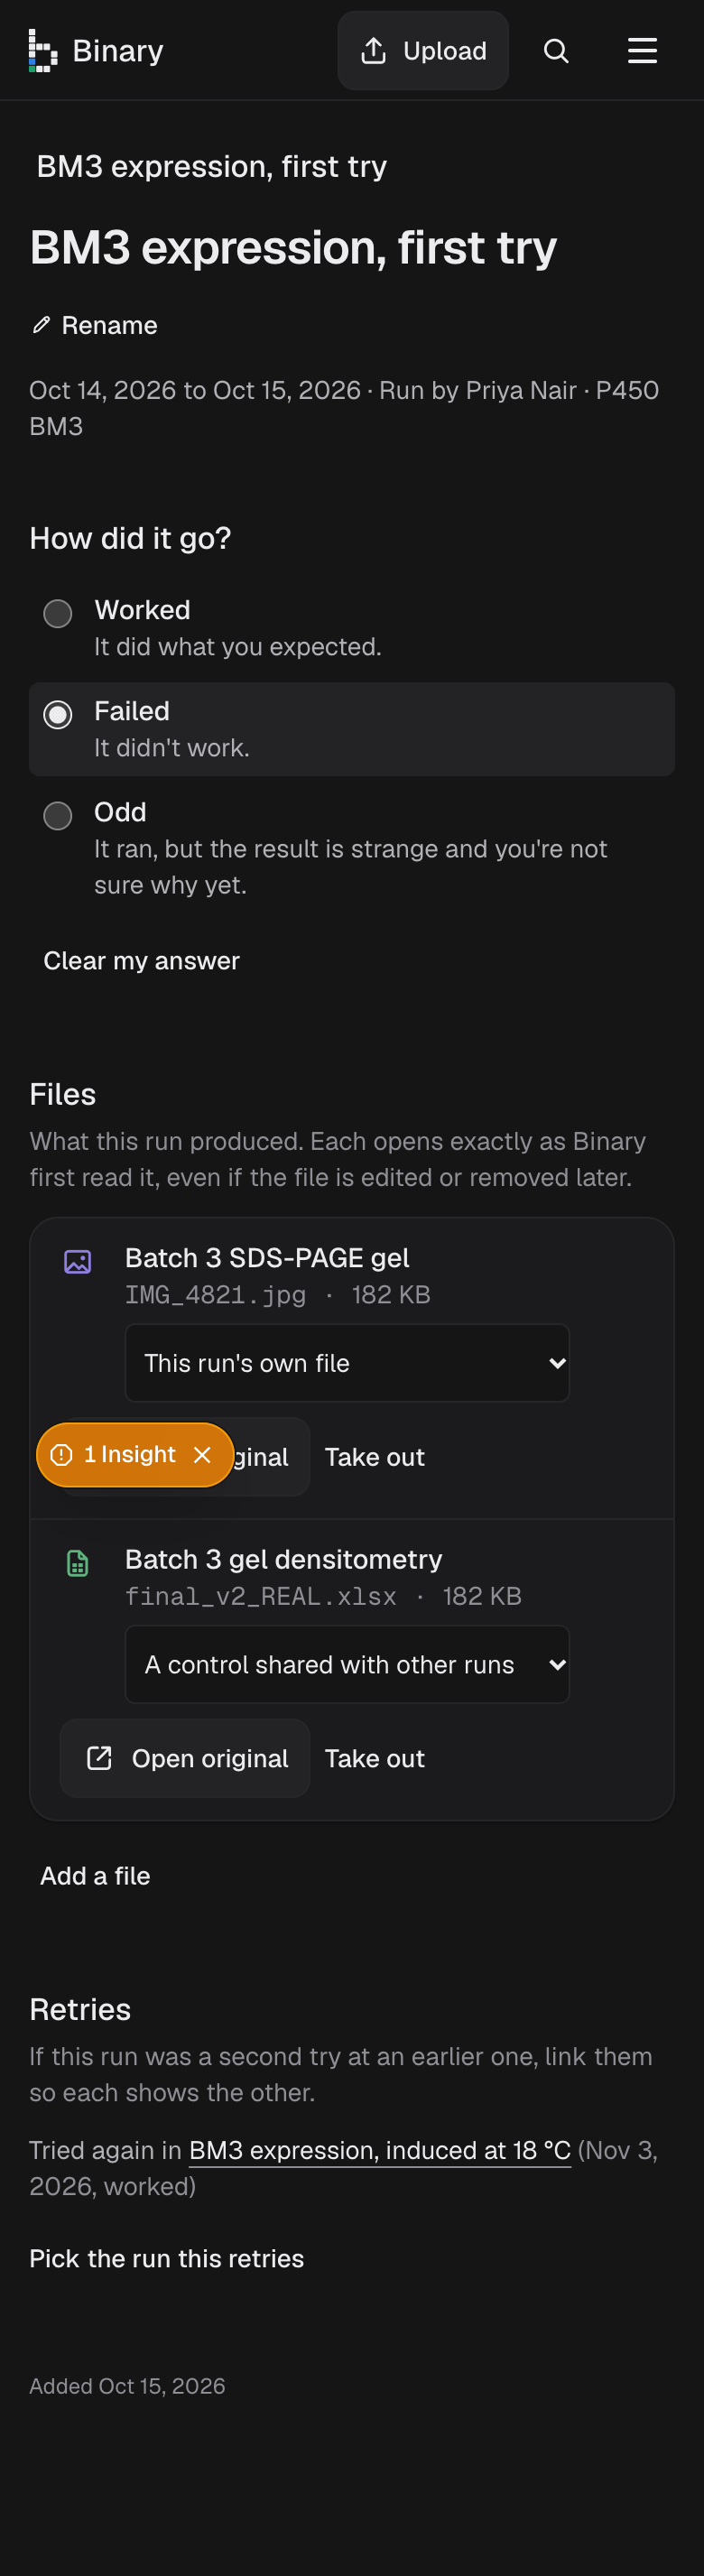 Binary
Upload
BM3 expression, first try
BM3 expression, first try
Rename
Oct 14, 2026 to Oct 15, 2026 · Run by Priya Nair · P450
BM3
How did it go?
Worked
It did what you expected.
Failed
It didn't work.
Odd
It ran, but the result is strange and you're not
sure why yet.
Clear my answer
Files
What this run produced. Each opens exactly as Binary
first read it, even if the file is edited or removed later.
Batch 3 SDS-PAGE gel
IMG_4821.jpg · 182 KB
This run's own file
1 Insight
Take out
Batch 3 gel densitometry
final_v2_REAL.xlsx · 182 KB
A control shared with other runs
Open original
Take out
Add a file
Retries
If this run was a second try at an earlier one, link them
so each shows the other.
Tried again in BM3 expression, induced at 18 °C (Nov 3,
2026, worked)
Pick the run this retries
Added Oct 15, 2026